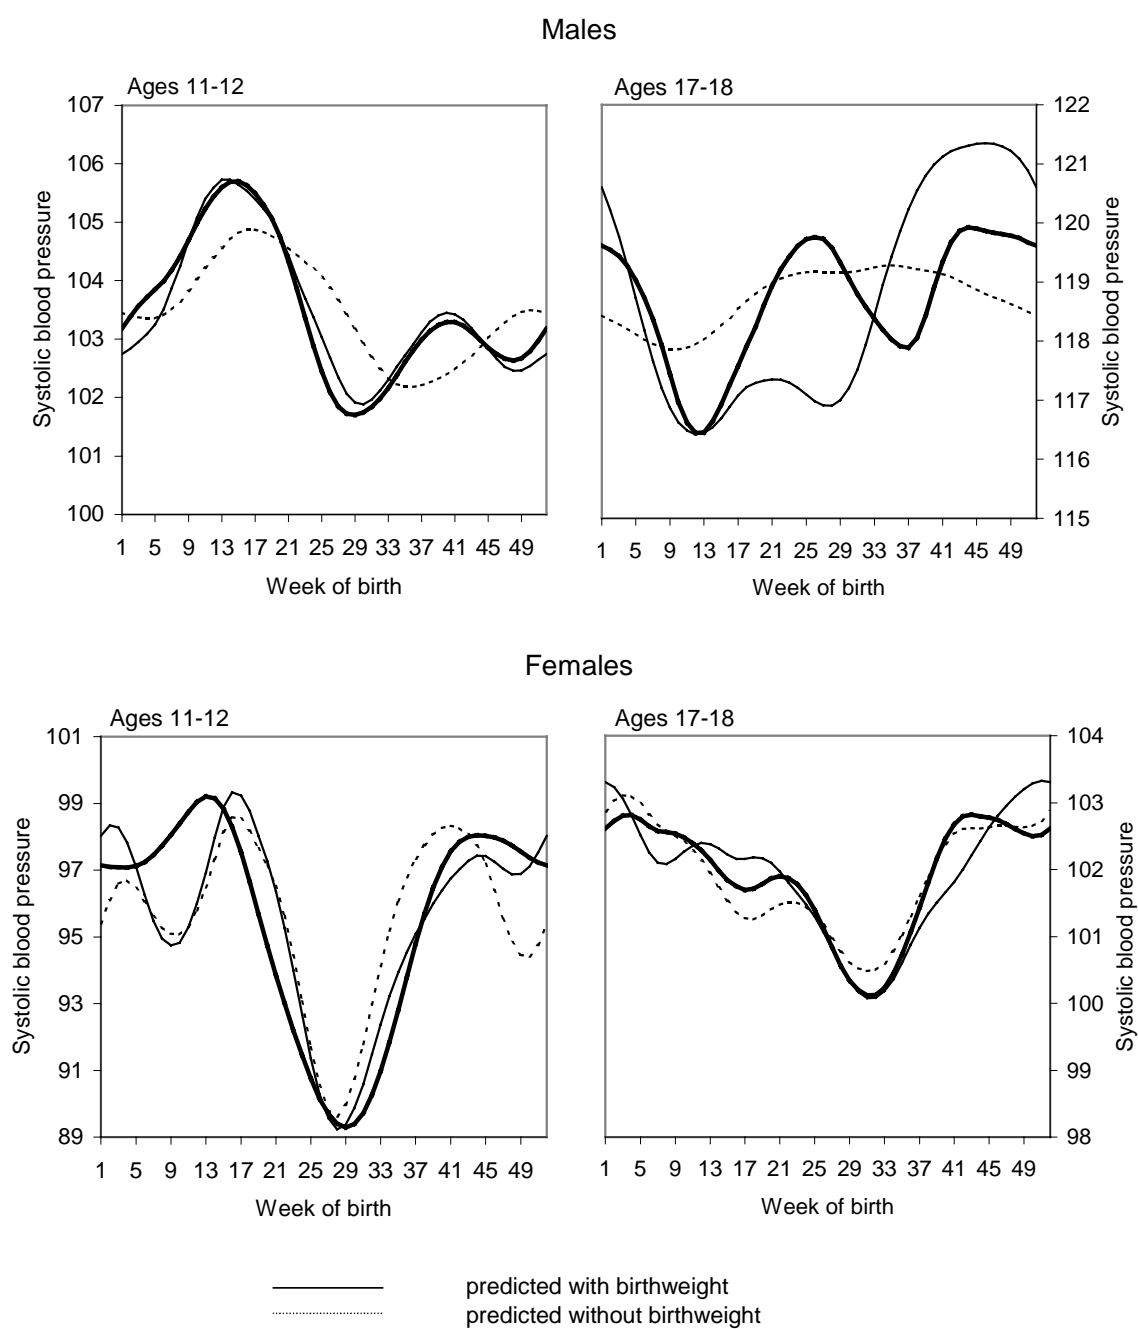 Males
Ages 11-12
107
106
105
104
103
102
101
100
Systolic blood pressure
1 5 9 13 17 21 25 29 33 37 41 45 49
Week of birth
Ages 17-18
122
121
120
119
118
117
116
115
Systolic blood pressure
1 5 9 13 17 21 25 29 33 37 41 45 49
Week of birth
Females
Ages 11-12
101
99
97
95
93
91
89
Systolic blood pressure
1 5 9 13 17 21 25 29 33 37 41 45 49
Week of birth
Ages 17-18
104
103
102
101
100
99
98
Systolic blood pressure
1 5 9 13 17 21 25 29 33 37 41 45 49
Week of birth
predicted with birthweight
predicted without birthweight